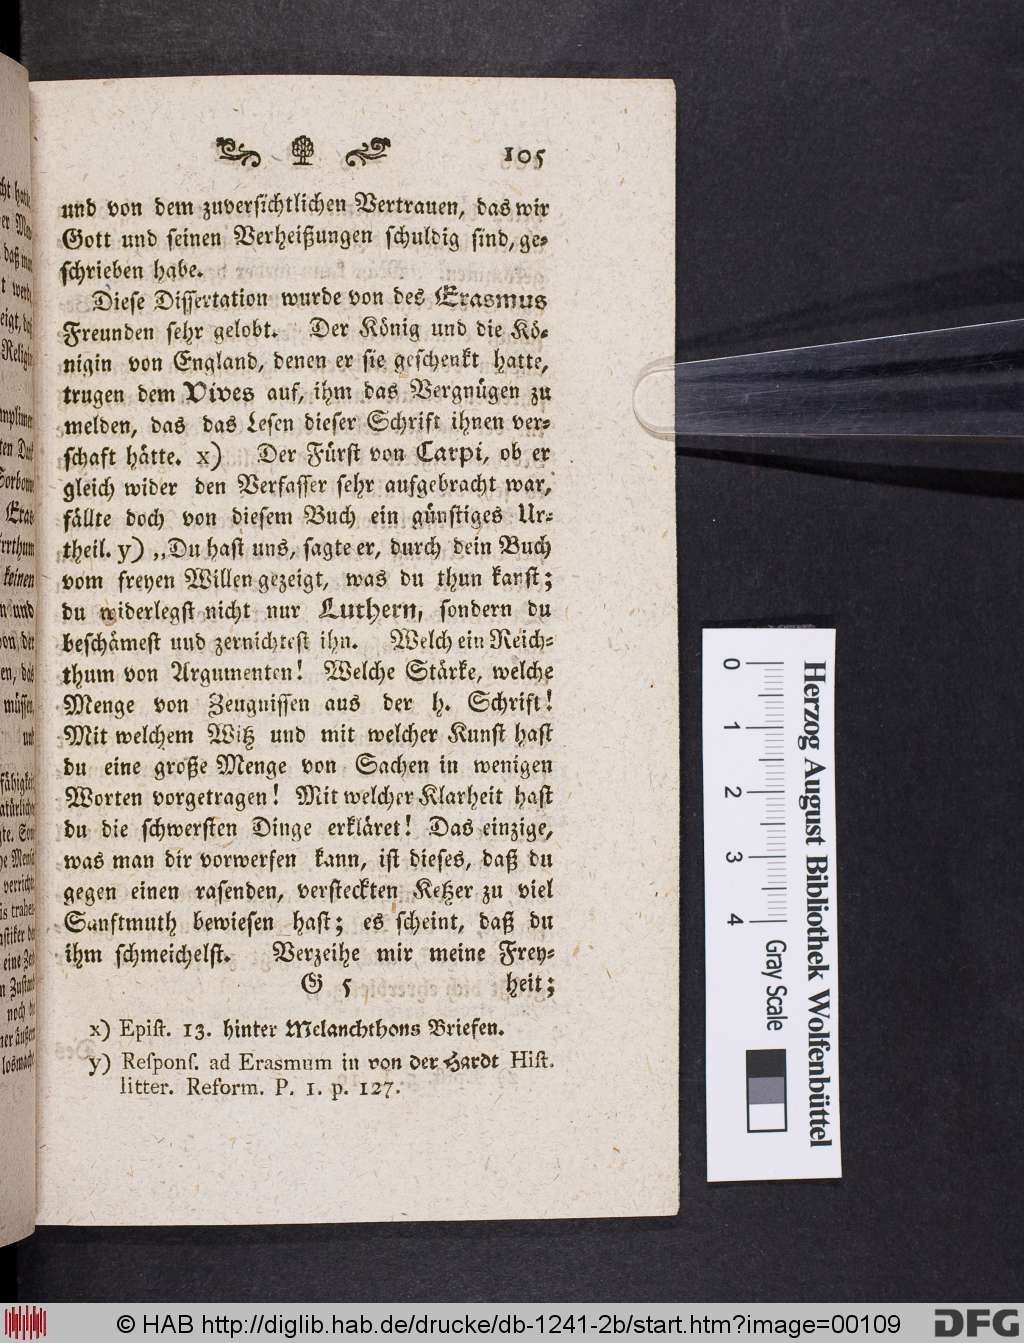 105
und von dem zuverſichtlichen Vertrauen, das wir
Gott und ſeinen Verheißungen ſchuldig ſind, ge⸗
ſchrieben habe.
Dieſe Diſſertation wurde von des Erasmus
Freunden ſehr gelobt. Der König und die Kö⸗
nigin von England, denen er ſie geſchenkt hatte,
trugen dem Vives auf, ihm das Vergnügen zu
melden, das das Leſen dieſer Schrift ihnen ver⸗
ſchaft hätte. x) Der Fürſt von Carpi, ob er
gleich wider den Verfaſſer ſehr aufgebracht war,
fällte doch von dieſem Buch ein günſtiges Ur⸗
theil. y) „Du haſt uns, ſagte er, durch dein Buch
vom freyen Willen gezeigt, was du thun kanſt;
du widerlegſt nicht nur Luthern, ſondern du
beſchämeſt und zernichteſt ihn. Welch ein Reich⸗
thum von Argumenten! Welche Stärke, welche
Menge von Zeugniſſen aus der h. Schrift!
Mit welchem Witz und mit welcher Kunſt haſt
du eine große Menge von Sachen in wenigen
Worten vorgetragen! Mit welcher Klarheit haſt
du die ſchwerſten Dinge erkläret! Das einzige,
was man dir vorwerfen kann, iſt dieſes, daß du
gegen einen raſenden, verſteckten Ketzer zu viel
Sanftmuth bewieſen haſt; es ſcheint, daß du
ihm ſchmeichelſt. Verzeihe mir meine Frey⸗
G 5 heit;
x) Epiſt. 13. hinter Melanchthons Briefen.
y) Reſponſ. ad Erasmum in von der Hardt Hiſt.
litter. Reform. P. 1. p. 127.
0 1 2 3 4 Gray Scale
Herzog August Bibliothek Wolfenbüttel
© HAB http://diglib.hab.de/drucke/db-1241-2b/start.htm?image=00109
DFG